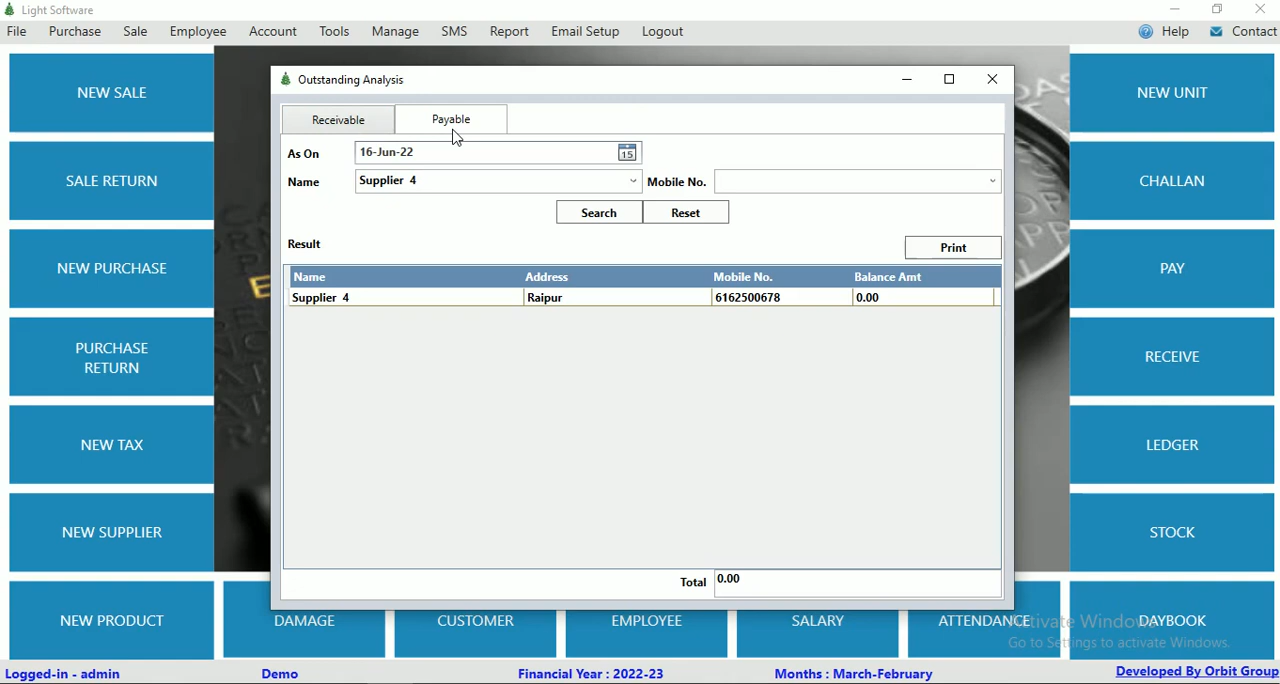 Light Software
File Purchase Sale Employee Account Tools Manage SMS Report Email Setup Logout Help Contact
NEW SALE
SALE RETURN
NEW PURCHASE
PURCHASE
RETURN
NEW TAX
NEW SUPPLIER
NEW PRODUCT
Outstanding Analysis
Receivable Payable
As On 16-Jun-22 15
Name Supplier 4 Mobile No.
Search Reset
Result Print
Name Address Mobile No. Balance Amt
Supplier 4 Raipur 6162500678 0.00
Total 0.00
DAMAGE CUSTOMER EMPLOYEE SALARY ATTENDANCE
NEW UNIT
CHALLAN
PAY
RECEIVE
LEDGER
STOCK
DAYBOOK
Activate Windows
Go to Settings to activate Windows.
Logged-in - admin Demo Financial Year : 2022-23 Months : March-February Developed By Orbit Group